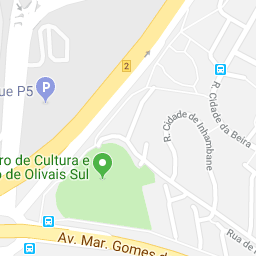 2
ue P5
P
R. Cidade da Beira
R. Cidade de Inhambane
ro de Cultura e
o de Olivais Sul
Rua de
Av. Mar. Gomes d